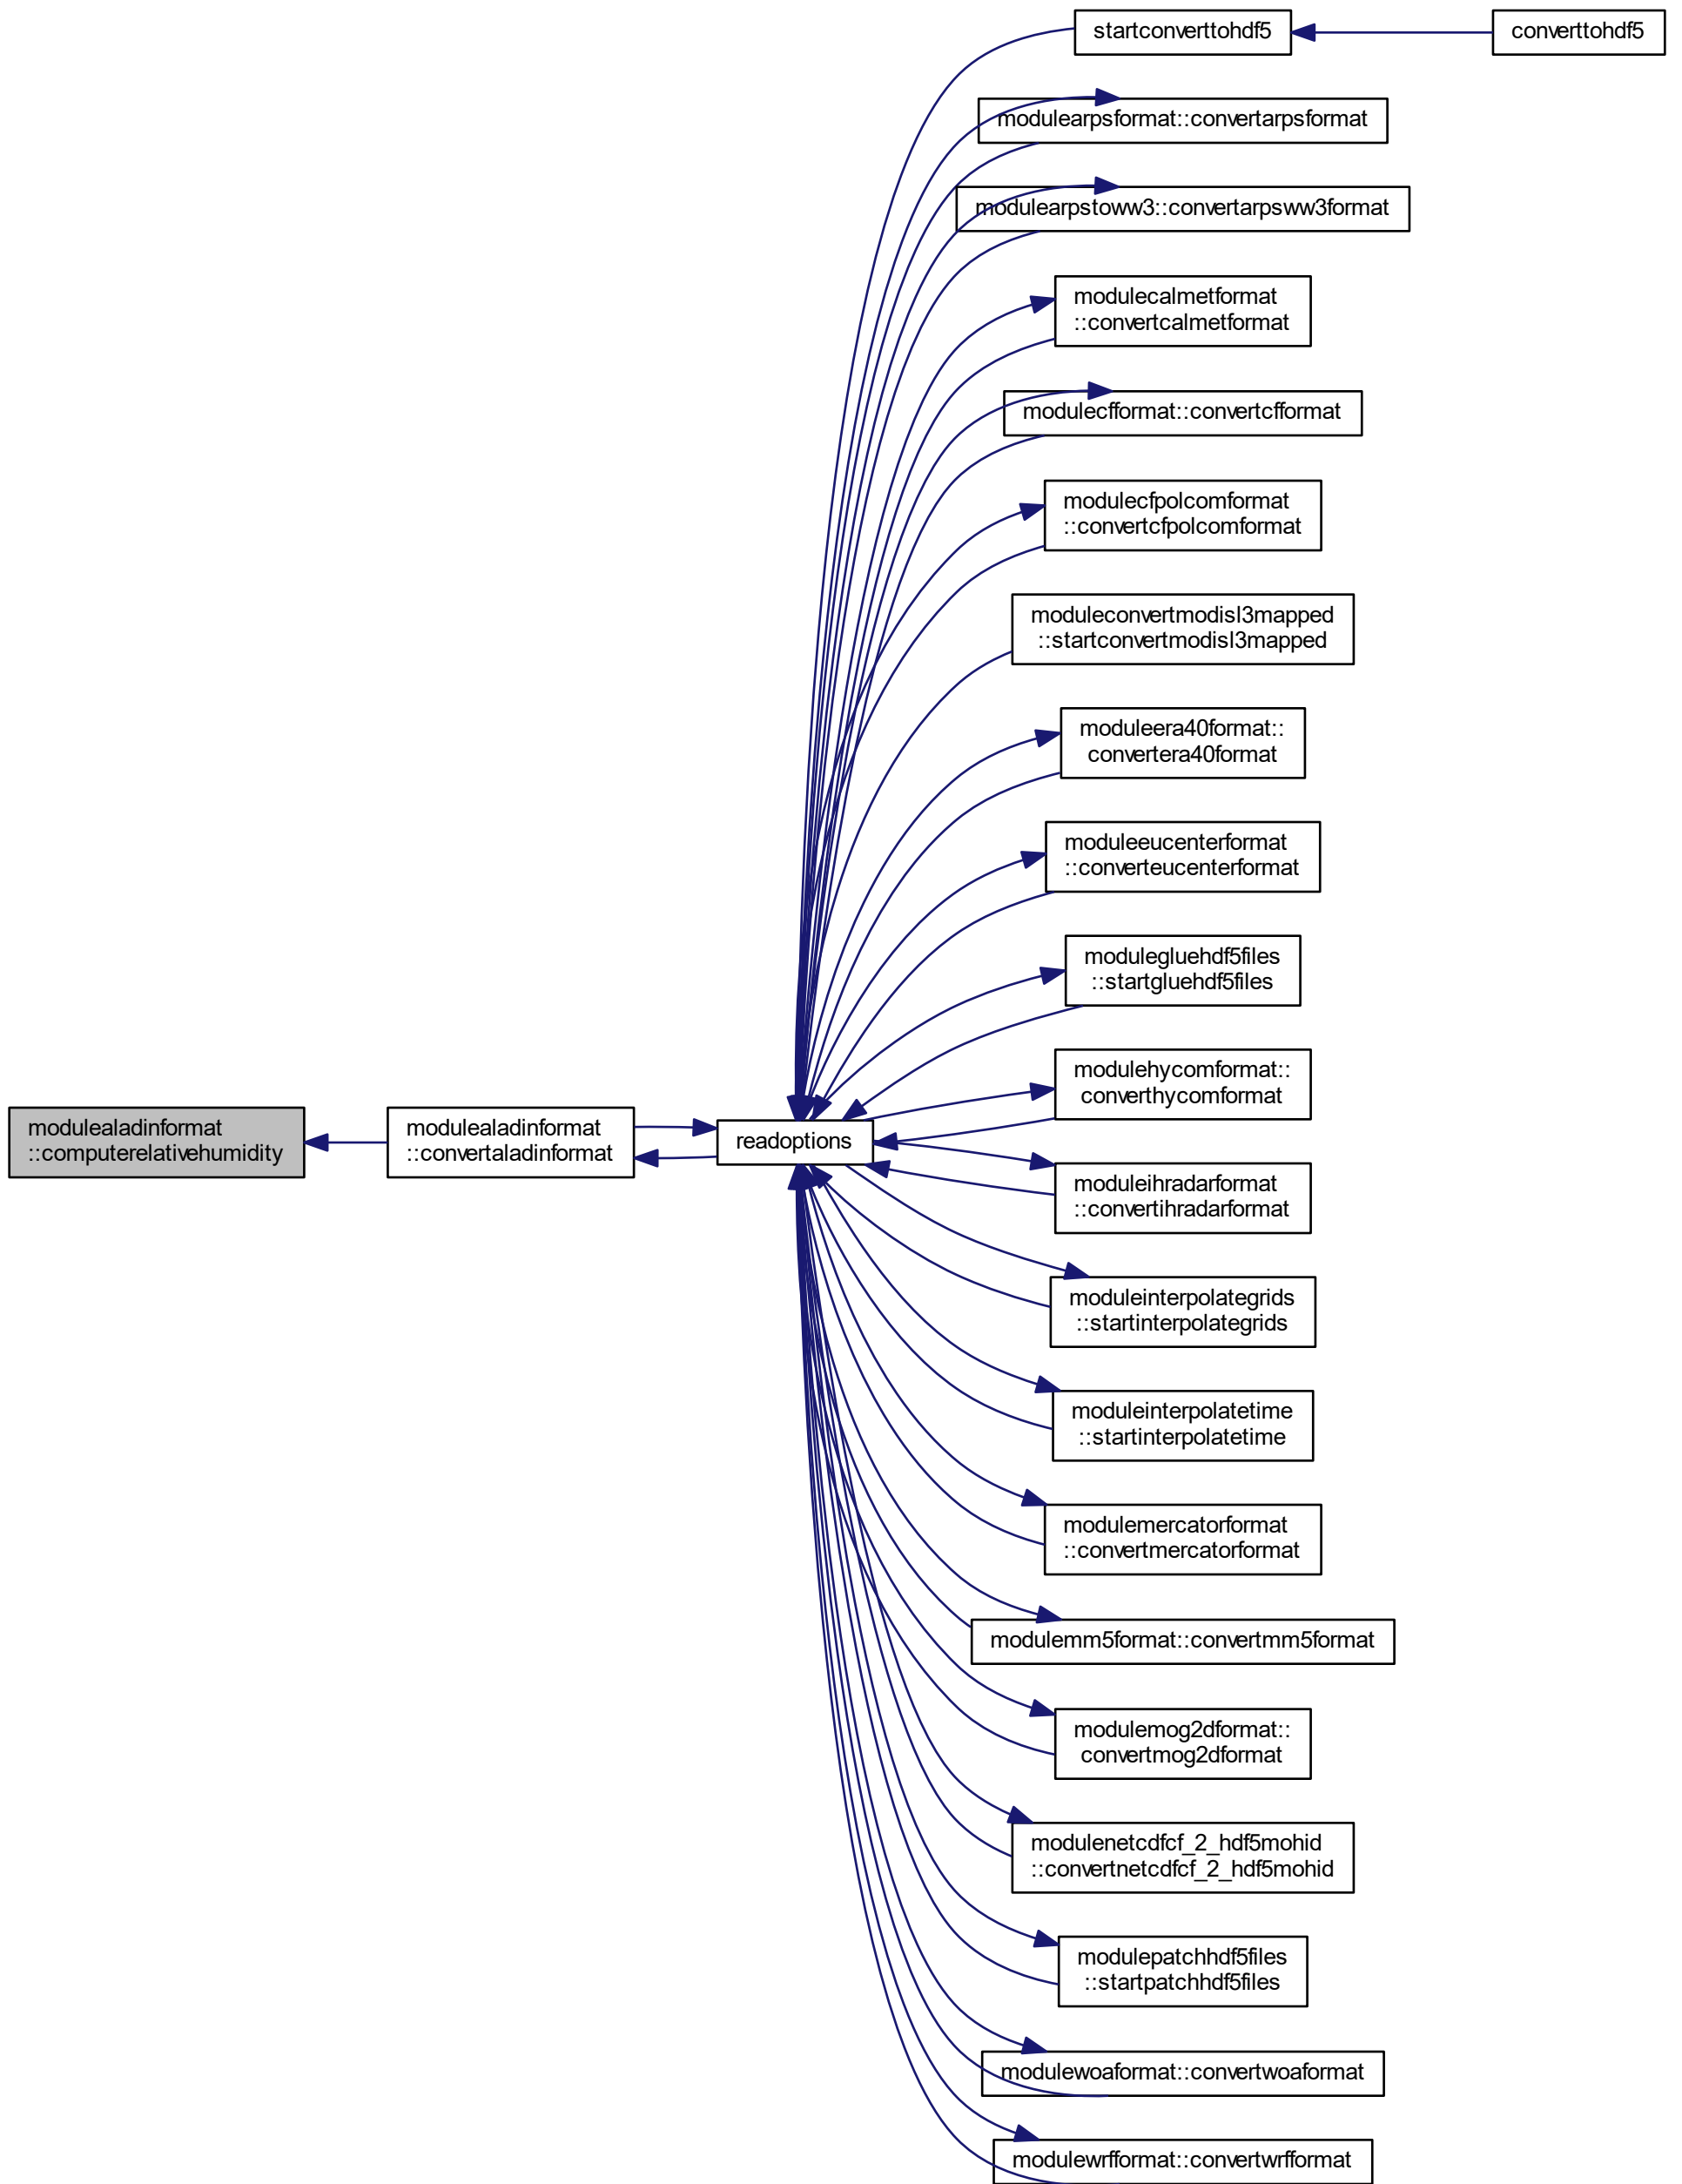 startconverttohdf5
converttohdf5
modulearpsformat::convertarpsformat
modulearpstoww3::convertarpsww3format
modulecalmetformat
::convertcalmetformat
modulecfformat::convertcfformat
modulecfpolcomformat
::convertcfpolcomformat
moduleconvertmodisl3mapped
::startconvertmodisl3mapped
moduleera40format::
convertera40format
moduleeucenterformat
::converteucenterformat
modulegluehdf5files
::startgluehdf5files
modulehycomformat::
converthycomformat
modulealadinformat
::computerelativehumidity
modulealadinformat
::convertaladinformat
readoptions
moduleihradarformat
::convertihradarformat
moduleinterpolategrids
::startinterpolategrids
moduleinterpolatetime
::startinterpolatetime
modulemercatorformat
::convertmercatorformat
modulemm5format::convertmm5format
modulemog2dformat::
convertmog2dformat
modulenetcdfcf_2_hdf5mohid
::convertnetcdfcf_2_hdf5mohid
modulepatchhdf5files
::startpatchhdf5files
modulewoaformat::convertwoaformat
modulewrfformat::convertwrfformat